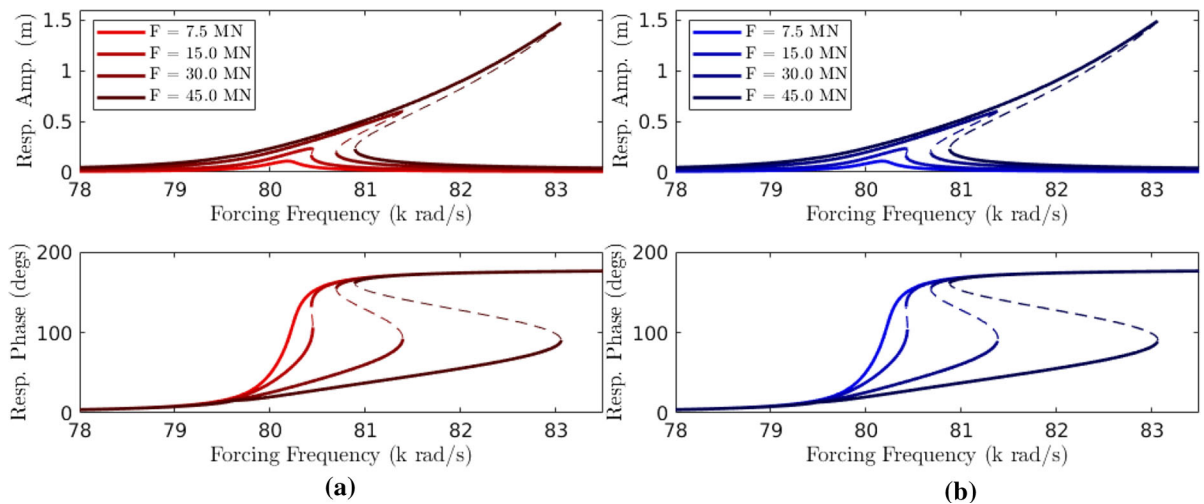 Resp. Amp. (m)
1.5
1
0.5
0
F = 7.5 MN
F = 15.0 MN
F = 30.0 MN
F = 45.0 MN
78 79 80 81 82 83
Forcing Frequency (k rad/s)
Resp. Amp. (m)
1.5
1
0.5
0
F = 7.5 MN
F = 15.0 MN
F = 30.0 MN
F = 45.0 MN
78 79 80 81 82 83
Forcing Frequency (k rad/s)
Resp. Phase (degs)
200
100
0
78 79 80 81 82 83
Forcing Frequency (k rad/s)
(a)
Resp. Phase (degs)
200
100
0
78 79 80 81 82 83
Forcing Frequency (k rad/s)
(b)